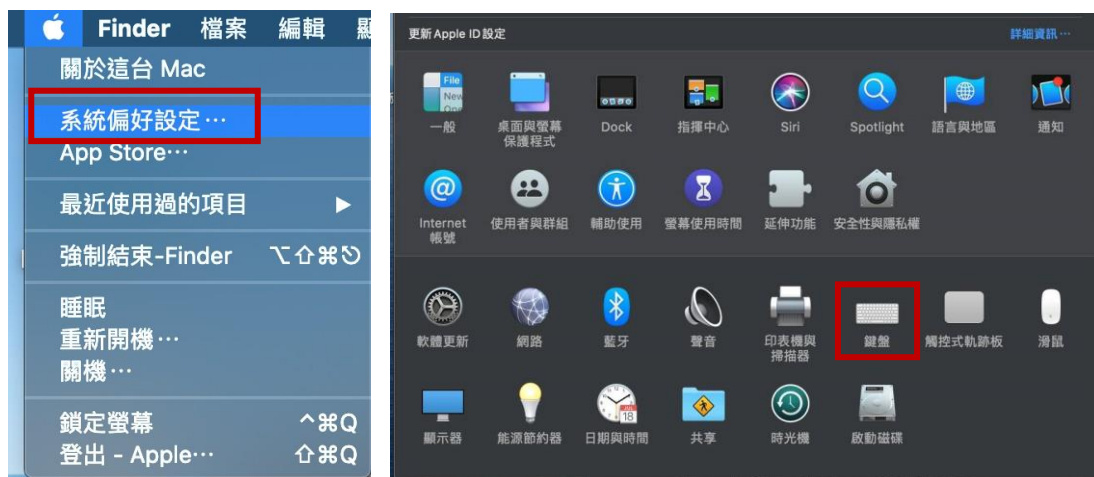 Finder 檔案 編輯
關於這台 Mac
系統偏好設定…
App Store…
最近使用過的項目 ▶
強制結束-Finder ⌥⇧⌘⎋
睡眠
重新開機…
關機…
鎖定螢幕 ^⌘Q
登出 - Apple… ⇧⌘Q
更新 Apple ID 設定 詳細資訊…
File
New
一般
桌面與螢幕
保護程式
Dock
指揮中心
Siri
Spotlight
語言與地區
通知
Internet
帳號
使用者與群組
輔助使用
螢幕使用時間
延伸功能
安全性與隱私權
軟體更新
網路
藍牙
聲音
印表機與
掃描器
鍵盤
觸控式軌跡板
滑鼠
顯示器
能源節約器
JUL
18
日期與時間
共享
時光機
啟動磁碟